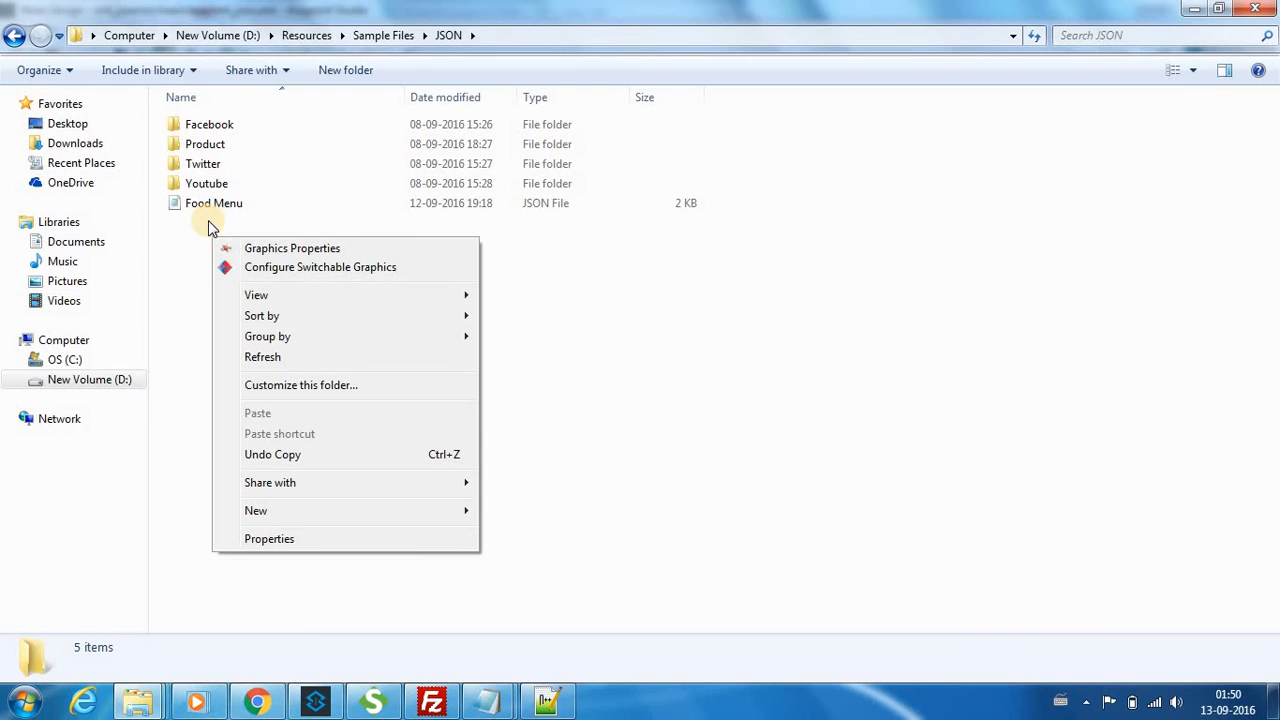 Computer New Volume (D:) Resources Sample Files JSON Search JSON
Organize Include in library Share with New folder
Name Date modified Type Size
Favorites
Desktop
Downloads
Recent Places
OneDrive
Libraries
Documents
Music
Pictures
Videos
Computer
OS (C:)
New Volume (D:)
Network
Facebook 08-09-2016 15:26 File folder
Product 08-09-2016 18:27 File folder
Twitter 08-09-2016 15:27 File folder
Youtube 08-09-2016 15:28 File folder
Food Menu 12-09-2016 19:18 JSON File 2 KB
Graphics Properties
Configure Switchable Graphics
View
Sort by
Group by
Refresh
Customize this folder...
Paste
Paste shortcut
Undo Copy Ctrl+Z
Share with
New
Properties
5 items
01:50
13-09-2016